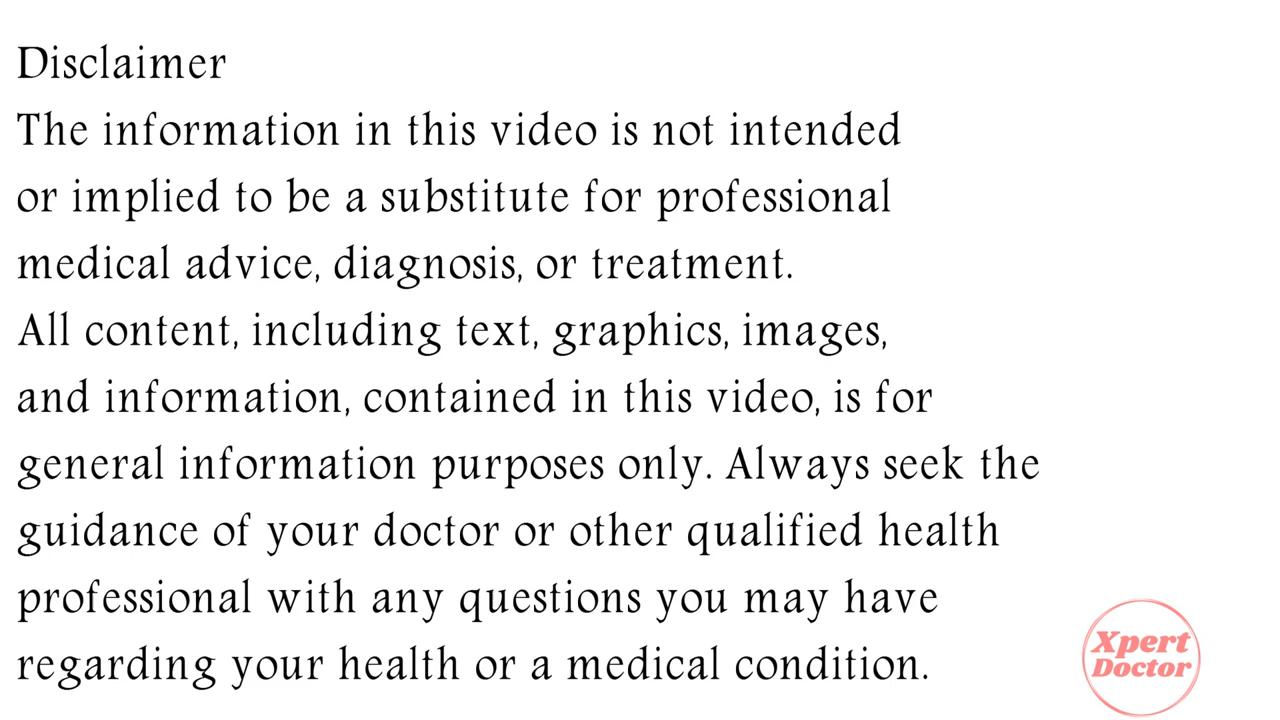 Disclaimer
The information in this video is not intended
or implied to be a substitute for professional
medical advice, diagnosis, or treatment.
All content, including text, graphics, images,
and information, contained in this video, is for
general information purposes only. Always seek the
guidance of your doctor or other qualified health
professional with any questions you may have
regarding your health or a medical condition.
Xpert
Doctor